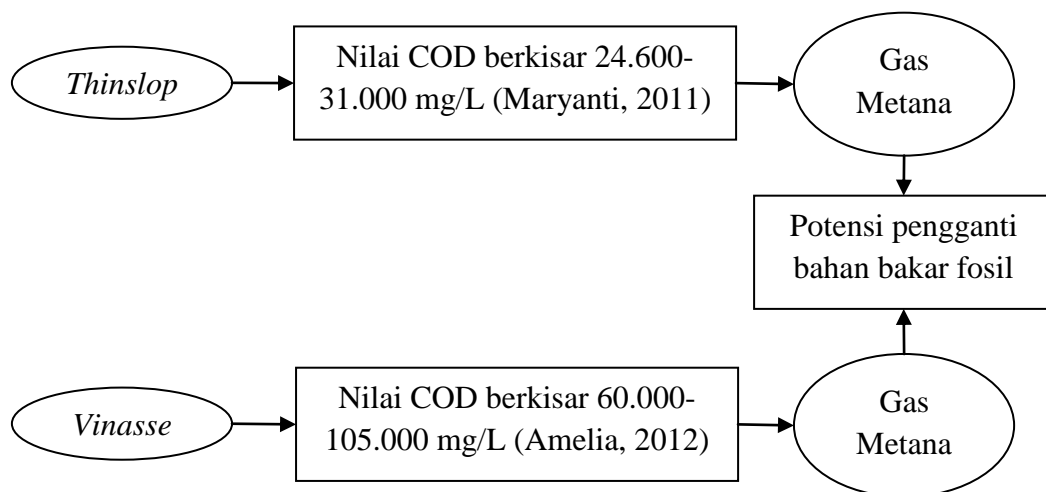 Thinslop
Nilai COD berkisar 24.600-
31.000 mg/L (Maryanti, 2011)
Gas
Metana
Potensi pengganti
bahan bakar fosil
Vinasse
Nilai COD berkisar 60.000-
105.000 mg/L (Amelia, 2012)
Gas
Metana